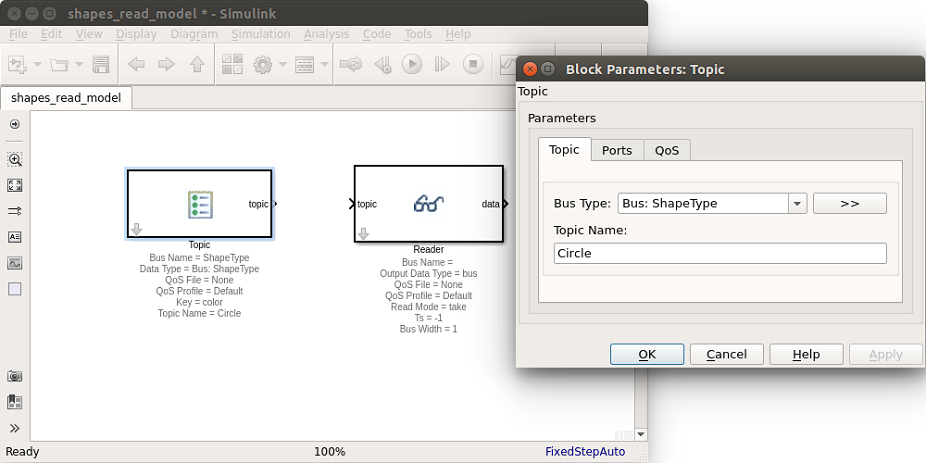 shapes_read_model * - Simulink
File Edit View Display Diagram Simulation Analysis Code Tools Help
shapes_read_model
topic
Topic
Bus Name = ShapeType
Data Type = Bus: ShapeType
QoS File = None
QoS Profile = Default
Key = color
Topic Name = Circle
topic
data
Reader
Bus Name =
Output Data Type = bus
QoS File = None
QoS Profile = Default
Read Mode = take
Ts = -1
Bus Width = 1
Ready 100% FixedStepAuto
Block Parameters: Topic
Topic
Parameters
Topic Ports QoS
Bus Type: Bus: ShapeType >>
Topic Name:
Circle
OK Cancel Help Apply